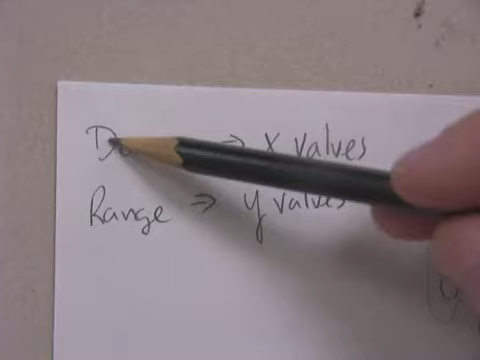 → X values
Range → y values